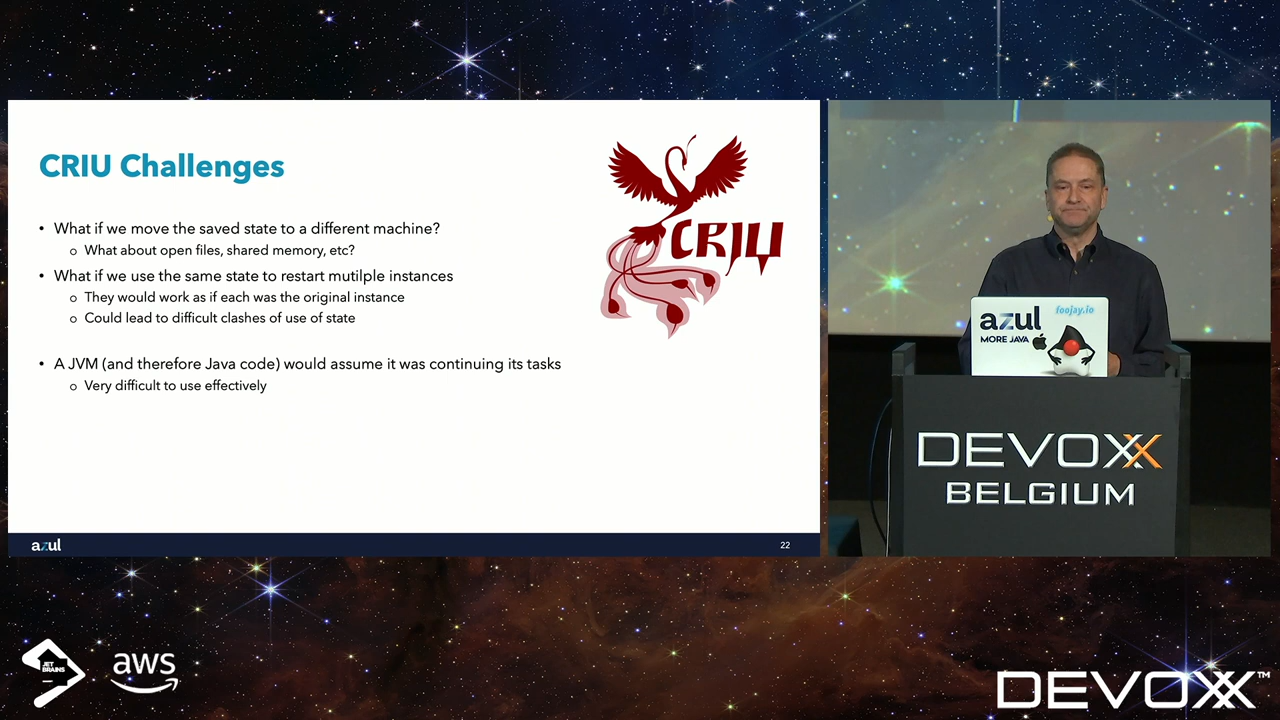 CRIU Challenges
• What if we move the saved state to a different machine?
o What about open files, shared memory, etc?
• What if we use the same state to restart mutilple instances
o They would work as if each was the original instance
o Could lead to difficult clashes of use of state
• A JVM (and therefore Java code) would assume it was continuing its tasks
o Very difficult to use effectively
CRIU
azul
22
azul
MORE JAVA
foojay.io
DEVOXX
BELGIUM
JET
BRAINS
aws
DEVOXX™